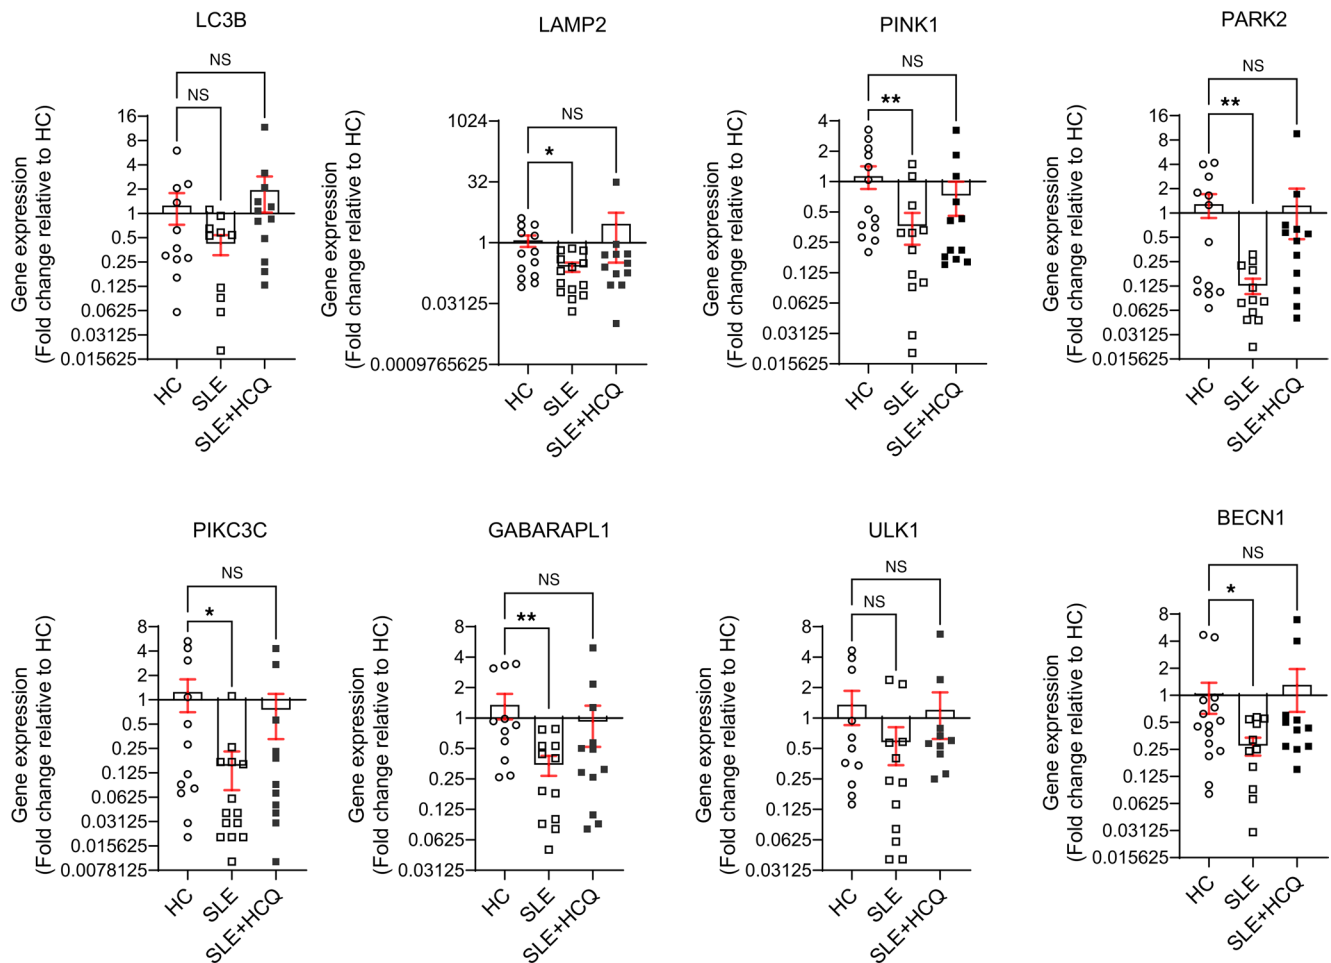 LC3B
NS
NS
Gene expression
(Fold change relative to HC)
16
8
4
2
1
0.5
0.25
0.125
0.0625
0.03125
0.015625
HC
SLE
SLE+HCQ
LAMP2
NS
*
Gene expression
(Fold change relative to HC)
1024
32
1
0.03125
0.0009765625
HC
SLE
SLE+HCQ
PINK1
NS
**
Gene expression
(Fold change relative to HC)
4
2
1
0.5
0.25
0.125
0.0625
0.03125
0.015625
HC
SLE
SLE+HCQ
PARK2
NS
**
Gene expression
(Fold change relative to HC)
16
8
4
2
1
0.5
0.25
0.125
0.0625
0.03125
0.015625
HC
SLE
SLE+HCQ
PIKC3C
NS
*
Gene expression
(Fold change relative to HC)
8
4
2
1
0.5
0.25
0.125
0.0625
0.03125
0.015625
0.0078125
HC
SLE
SLE+HCQ
GABARAPL1
NS
**
Gene expression
(Fold change relative to HC)
8
4
2
1
0.5
0.25
0.125
0.0625
0.03125
HC
SLE
SLE+HCQ
ULK1
NS
NS
Gene expression
(Fold change relative to HC)
8
4
2
1
0.5
0.25
0.125
0.0625
0.03125
HC
SLE
SLE+HCQ
BECN1
NS
*
Gene expression
(Fold change relative to HC)
8
4
2
1
0.5
0.25
0.125
0.0625
0.03125
0.015625
HC
SLE
SLE+HCQ